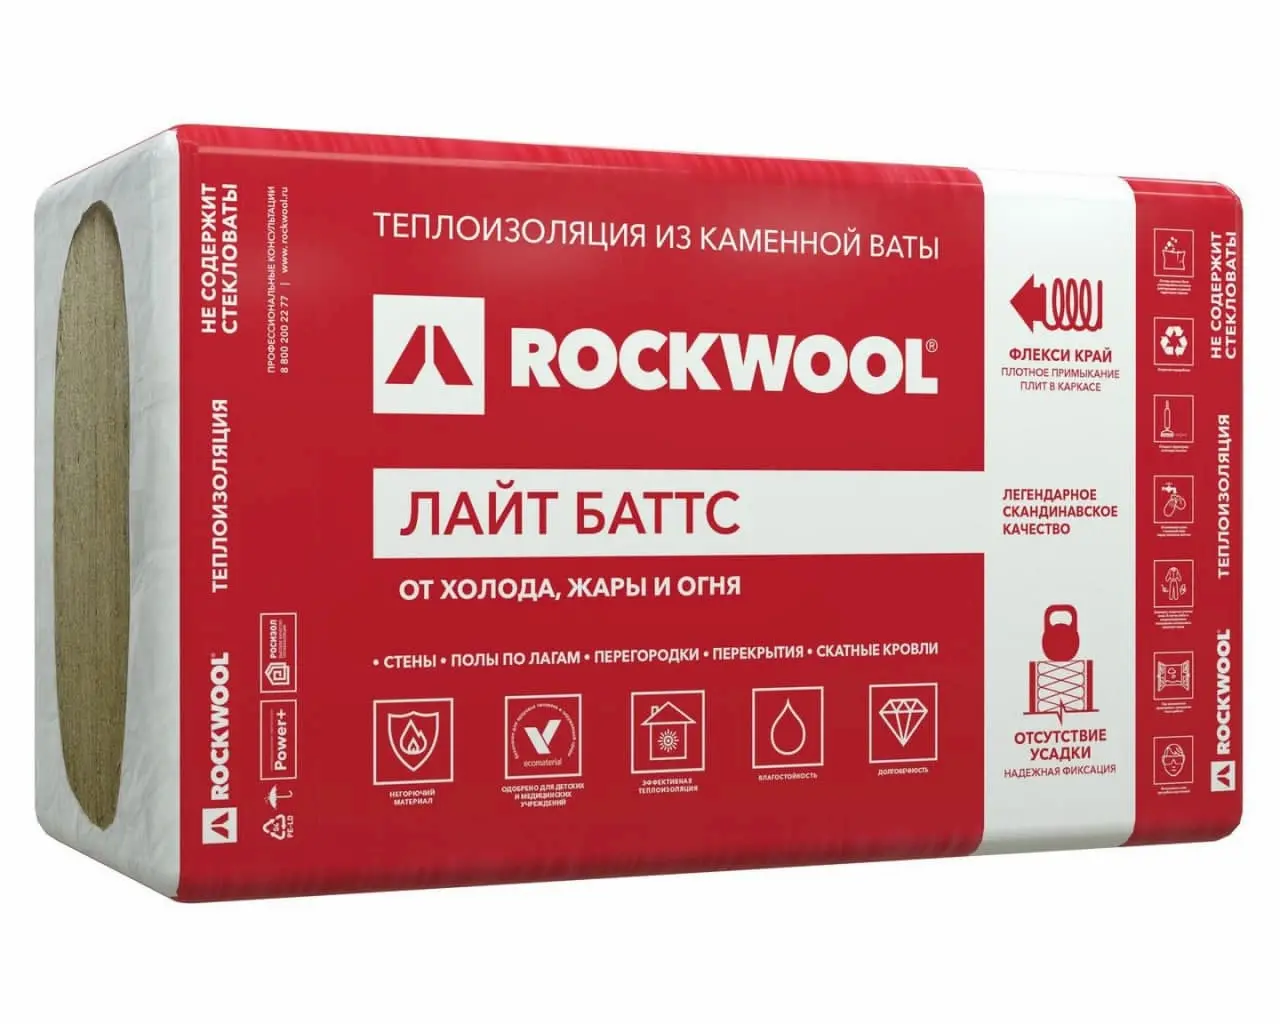 НЕ СОДЕРЖИТ
СТЕКЛОВАТЫ
ПРОФЕССИОНАЛЬНЫЕ КОНСУЛЬТАЦИИ
8 800 200 22 77 | www.rockwool.ru
ТЕПЛОИЗОЛЯЦИЯ
РОСИЗОЛ
Power+
ROCKWOOL®
04
PE-LD
ТЕПЛОИЗОЛЯЦИЯ ИЗ КАМЕННОЙ ВАТЫ
ROCKWOOL®
ЛАЙТ БАТТС
ОТ ХОЛОДА, ЖАРЫ И ОГНЯ
• СТЕНЫ • ПОЛЫ ПО ЛАГАМ • ПЕРЕГОРОДКИ • ПЕРЕКРЫТИЯ • СКАТНЫЕ КРОВЛИ
НЕГОРЮЧИЙ
МАТЕРИАЛ
ecomaterial
ОДОБРЕНО ДЛЯ ДЕТСКИХ
И МЕДИЦИНСКИХ
УЧРЕЖДЕНИЙ
ЭФФЕКТИВНАЯ
ТЕПЛОИЗОЛЯЦИЯ
ВЛАГОСТОЙКОСТЬ
ДОЛГОВЕЧНОСТЬ
ФЛЕКСИ КРАЙ
ПЛОТНОЕ ПРИМЫКАНИЕ
ПЛИТ В КАРКАСЕ
ЛЕГЕНДАРНОЕ
СКАНДИНАВСКОЕ
КАЧЕСТВО
ОТСУТСТВИЕ
УСАДКИ
НАДЕЖНАЯ ФИКСАЦИЯ
НЕ СОДЕРЖИТ
СТЕКЛОВАТЫ
ТЕПЛОИЗОЛЯЦИЯ
ROCKWOOL®